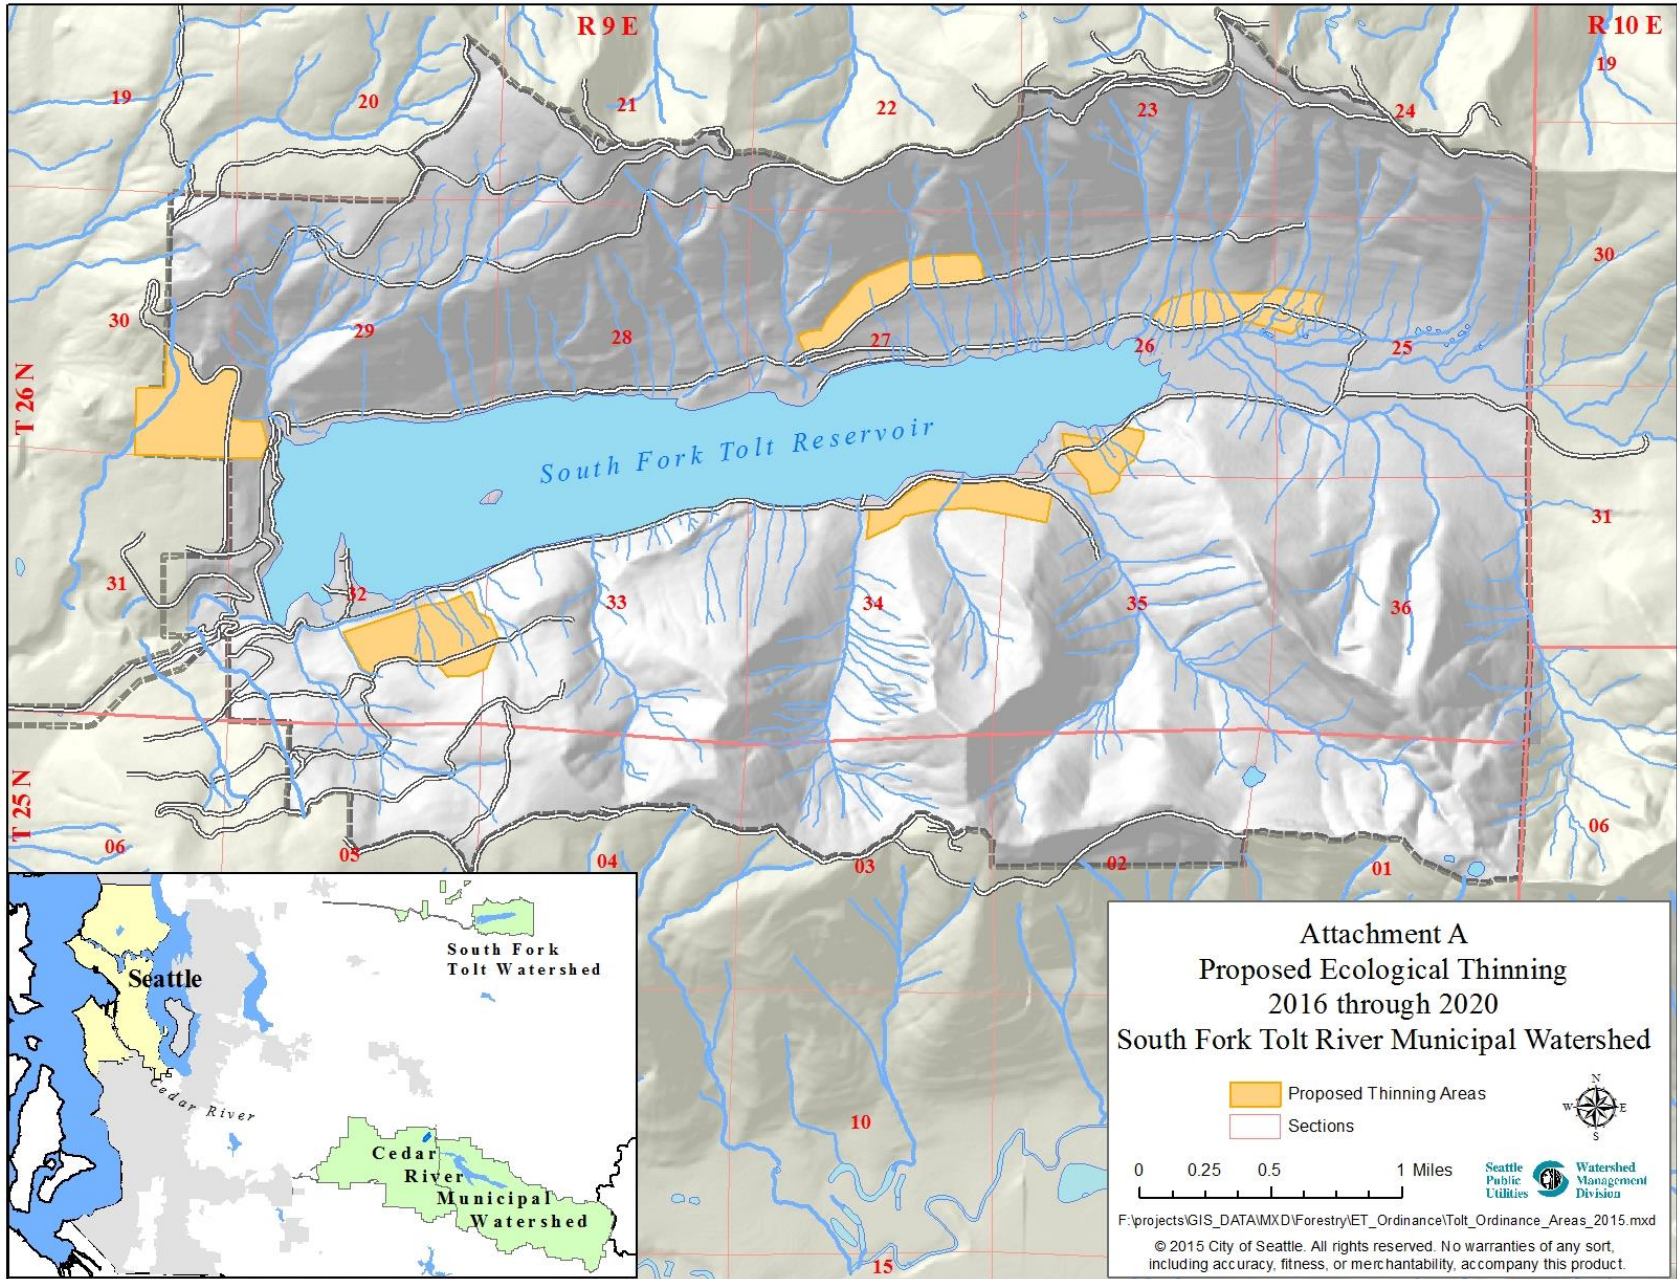 R 9 E
R 10 E
19
20
21
22
23
24
19
30
29
28
27
26
25
30
T 26 N
South Fork Tolt Reservoir
31
32
33
34
35
36
31
T 25 N
06
05
04
03
02
01
06
10
15
South Fork
Tolt Watershed
Seattle
Cedar River
Cedar
River
Municipal
Watershed
Attachment A
Proposed Ecological Thinning
2016 through 2020
South Fork Tolt River Municipal Watershed
Proposed Thinning Areas
Sections
N
W
E
S
0 0.25 0.5 1 Miles
Seattle
Public
Utilities
Watershed
Management
Division
F:\projects\GIS_DATA\MXD\Forestry\ET_Ordinance\Tolt_Ordinance_Areas_2015.mxd
© 2015 City of Seattle. All rights reserved. No warranties of any sort,
including accuracy, fitness, or merchantability, accompany this product.